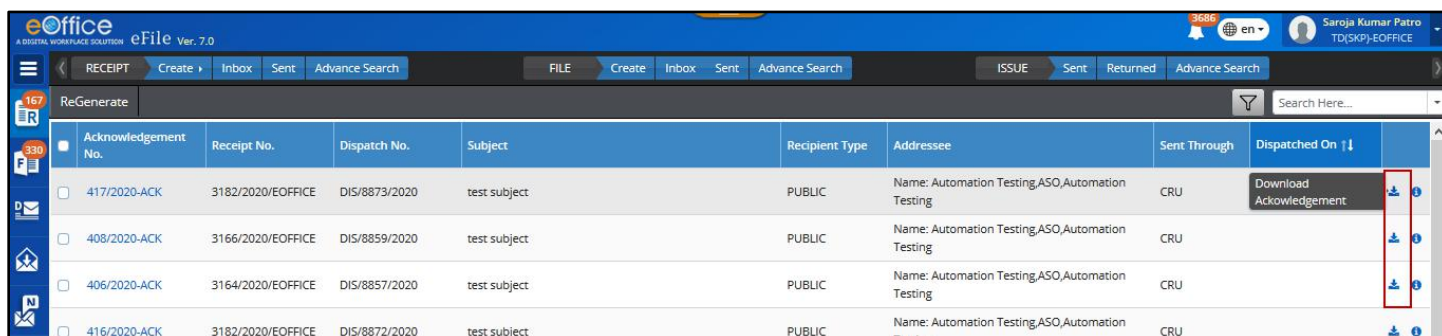 eOffice
A DIGITAL WORKPLACE SOLUTION eFile Ver. 7.0
3686
en
Saroja Kumar Patro
TD(SKP)-EOFFICE
RECEIPT Create Inbox Sent Advance Search FILE Create Inbox Sent Advance Search ISSUE Sent Returned Advance Search
167
R
ReGenerate
Search Here...
330
F
D
N
Acknowledgement No. Receipt No. Dispatch No. Subject Recipient Type Addressee Sent Through Dispatched On
417/2020-ACK 3182/2020/EOFFICE DIS/8873/2020 test subject PUBLIC Name: Automation Testing,ASO,Automation Testing CRU
Download
Ackowledgement
408/2020-ACK 3166/2020/EOFFICE DIS/8859/2020 test subject PUBLIC Name: Automation Testing,ASO,Automation Testing CRU
406/2020-ACK 3164/2020/EOFFICE DIS/8857/2020 test subject PUBLIC Name: Automation Testing,ASO,Automation Testing CRU
416/2020-ACK 3182/2020/EOFFICE DIS/8872/2020 test subject PUBLIC Name: Automation Testing,ASO,Automation CRU